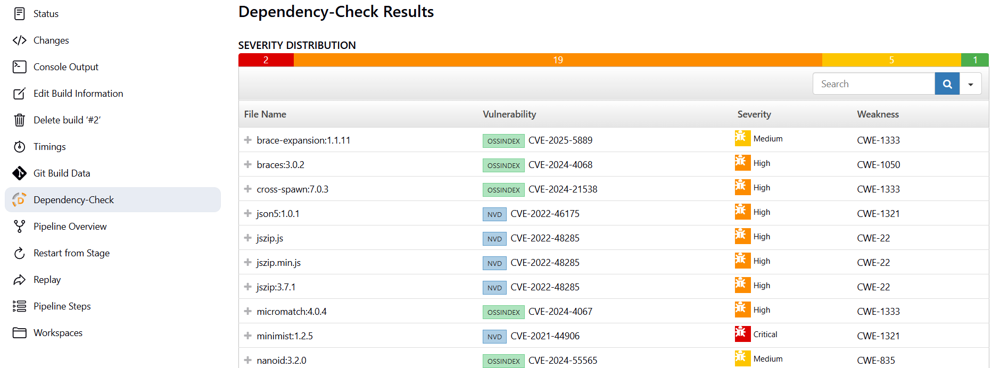 Status
Changes
Console Output
Edit Build Information
Delete build ‘#2’
Timings
Git Build Data
Dependency-Check
Pipeline Overview
Restart from Stage
Replay
Pipeline Steps
Workspaces
Dependency-Check Results
SEVERITY DISTRIBUTION
2 19 5 1
Search
File Name Vulnerability Severity Weakness
brace-expansion:1.1.11 OSSINDEX CVE-2025-5889 Medium CWE-1333
braces:3.0.2 OSSINDEX CVE-2024-4068 High CWE-1050
cross-spawn:7.0.3 OSSINDEX CVE-2024-21538 High CWE-1333
json5:1.0.1 NVD CVE-2022-46175 High CWE-1321
jszip.js NVD CVE-2022-48285 High CWE-22
jszip.min.js NVD CVE-2022-48285 High CWE-22
jszip:3.7.1 NVD CVE-2022-48285 High CWE-22
micromatch:4.0.4 OSSINDEX CVE-2024-4067 High CWE-1333
minimist:1.2.5 NVD CVE-2021-44906 Critical CWE-1321
nanoid:3.2.0 OSSINDEX CVE-2024-55565 Medium CWE-835